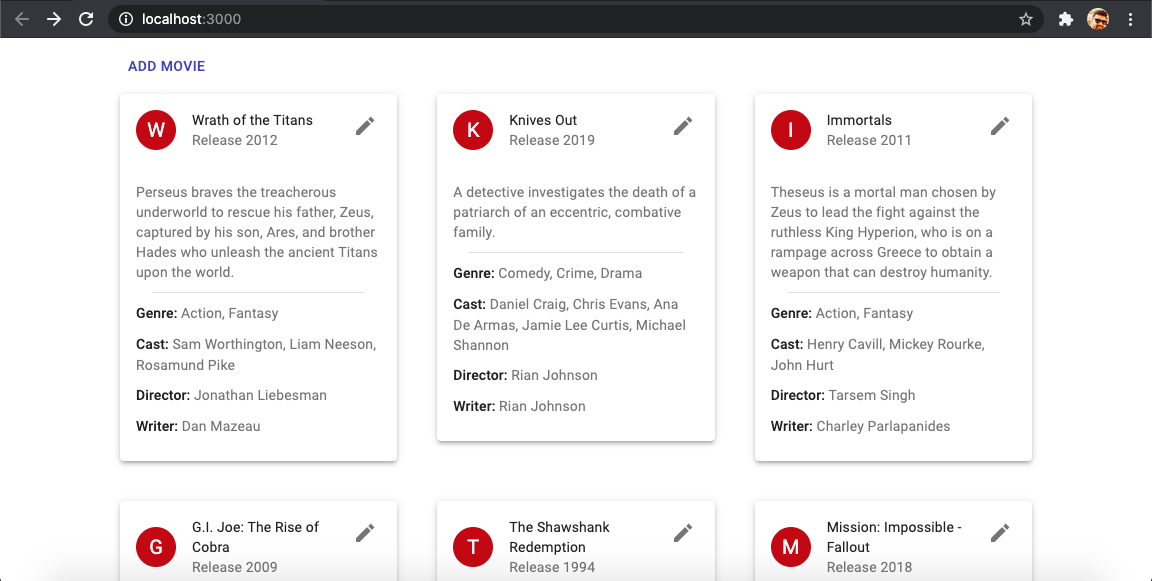 localhost:3000
ADD MOVIE
W
Wrath of the Titans
Release 2012
Perseus braves the treacherous
underworld to rescue his father, Zeus,
captured by his son, Ares, and brother
Hades who unleash the ancient Titans
upon the world.
Genre: Action, Fantasy
Cast: Sam Worthington, Liam Neeson,
Rosamund Pike
Director: Jonathan Liebesman
Writer: Dan Mazeau
K
Knives Out
Release 2019
A detective investigates the death of a
patriarch of an eccentric, combative
family.
Genre: Comedy, Crime, Drama
Cast: Daniel Craig, Chris Evans, Ana
De Armas, Jamie Lee Curtis, Michael
Shannon
Director: Rian Johnson
Writer: Rian Johnson
I
Immortals
Release 2011
Theseus is a mortal man chosen by
Zeus to lead the fight against the
ruthless King Hyperion, who is on a
rampage across Greece to obtain a
weapon that can destroy humanity.
Genre: Action, Fantasy
Cast: Henry Cavill, Mickey Rourke,
John Hurt
Director: Tarsem Singh
Writer: Charley Parlapanides
G
G.I. Joe: The Rise of
Cobra
Release 2009
T
The Shawshank
Redemption
Release 1994
M
Mission: Impossible -
Fallout
Release 2018